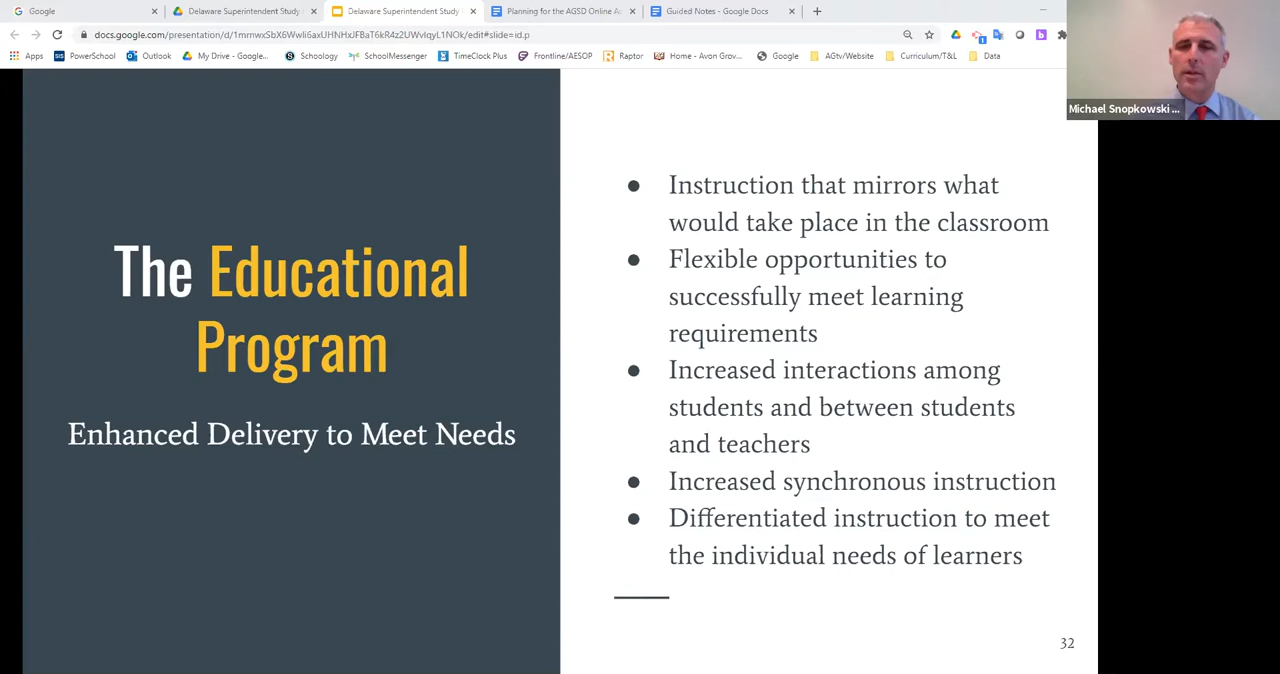 Google
Delaware Superintendent Study
Delaware Superintendent Study
Planning for the AGSD Online Ac
Guided Notes - Google Docs
docs.google.com/presentation/d/1mrnwxSbX6WwIi6axUHNHxJFBaT6kR4z2UWvIqyL1NOk/edit#slide=id.p
Apps
SIS
PowerSchool
Outlook
My Drive - Google...
Schoology
SchoolMessenger
TimeClock Plus
Frontline/AESOP
Raptor
Home - Avon Grov...
Google
AGtv/Website
Curriculum/T&L
Data
Michael Snopkowski ...
The Educational
Program
Enhanced Delivery to Meet Needs
● Instruction that mirrors what
would take place in the classroom
● Flexible opportunities to
successfully meet learning
requirements
● Increased interactions among
students and between students
and teachers
● Increased synchronous instruction
● Differentiated instruction to meet
the individual needs of learners
32